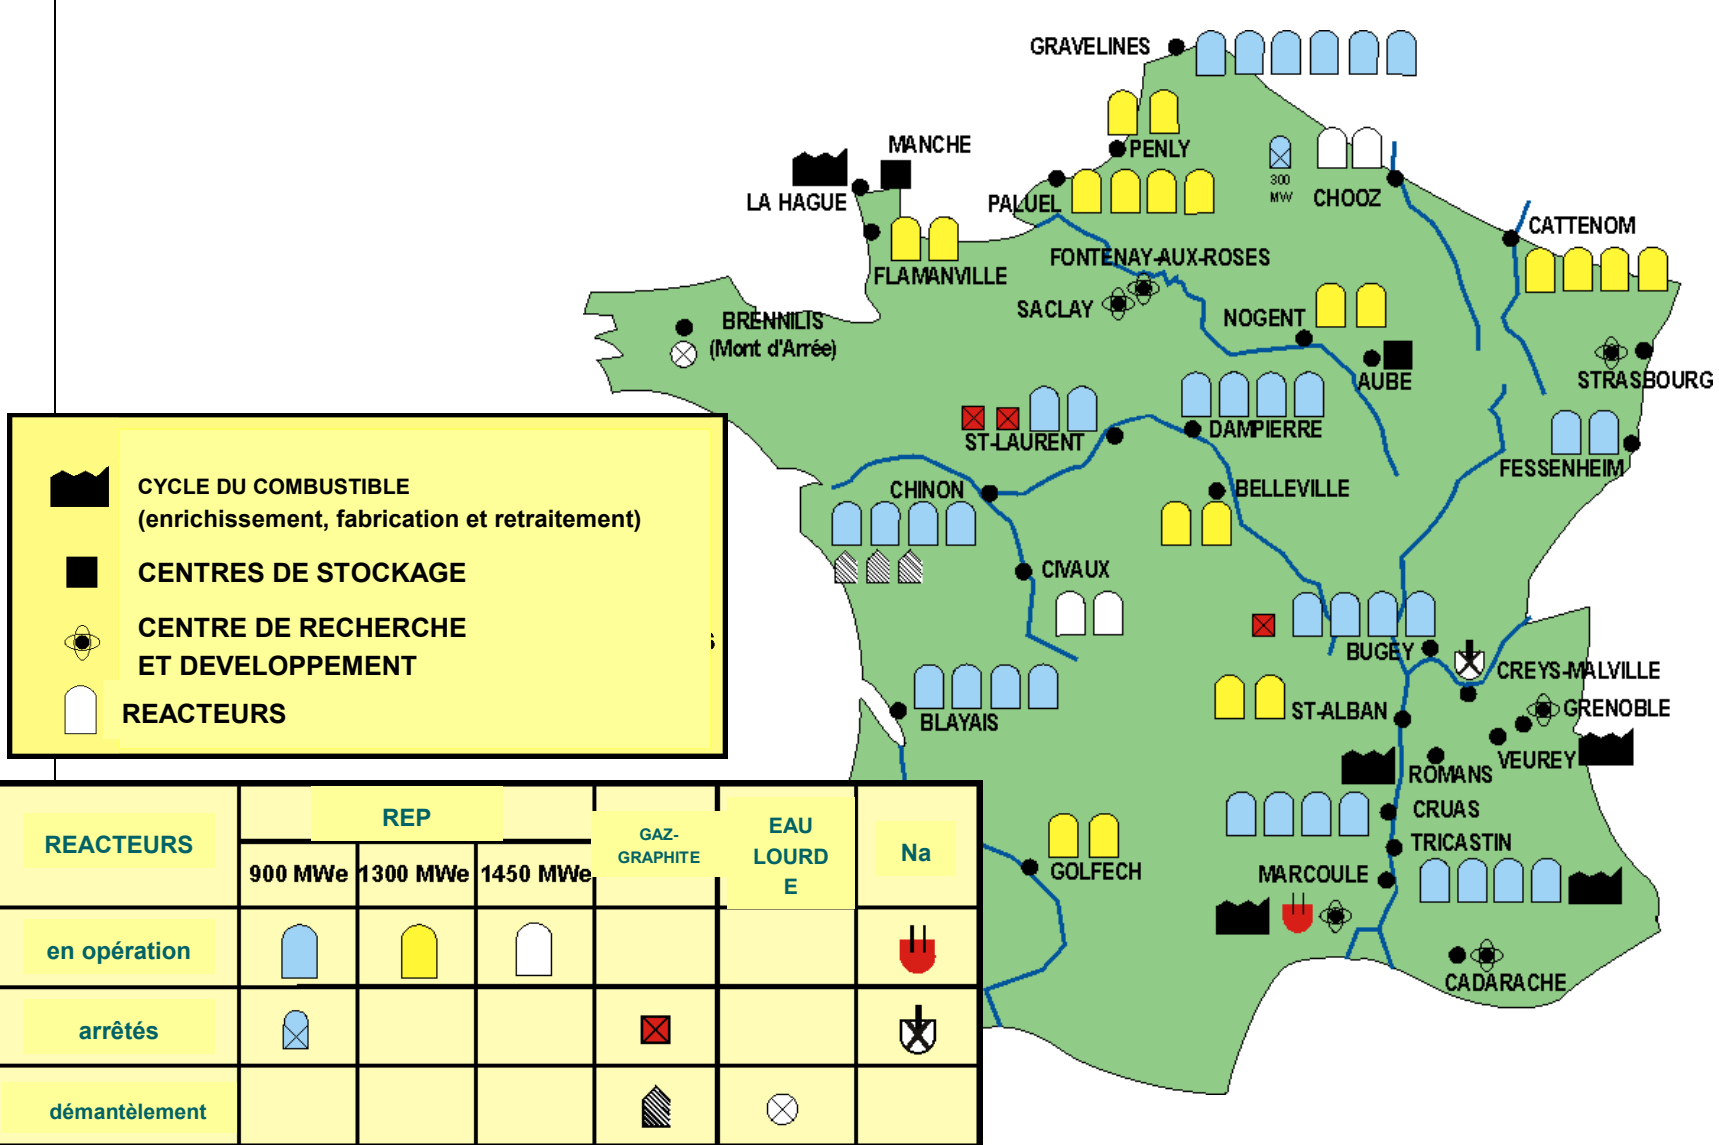 GRAVELINES
PENLY
MANCHE
LA HAGUE
PALUEL
300
MW
CHOOZ
FLAMANVILLE
FONTENAY-AUX-ROSES
CATTENOM
SACLAY
NOGENT
BRENNILIS
(Mont d'Arrée)
AUBE
STRASBOURG
ST-LAURENT
DAMPIERRE
FESSENHEIM
CHINON
BELLEVILLE
CIVAUX
BUGEY
CREYS-MALVILLE
BLAYAIS
ST-ALBAN
GRENOBLE
VEUREY
ROMANS
CRUAS
TRICASTIN
GOLFECH
MARCOULE
CADARACHE
CYCLE DU COMBUSTIBLE
(enrichissement, fabrication et retraitement)
CENTRES DE STOCKAGE
CENTRE DE RECHERCHE
ET DEVELOPPEMENT
s
REACTEURS
REACTEURS
REP
900 MWe 1300 MWe 1450 MWe
GAZ-
GRAPHITE
EAU
LOURD
E
Na
en opération
arrêtés
démantèlement